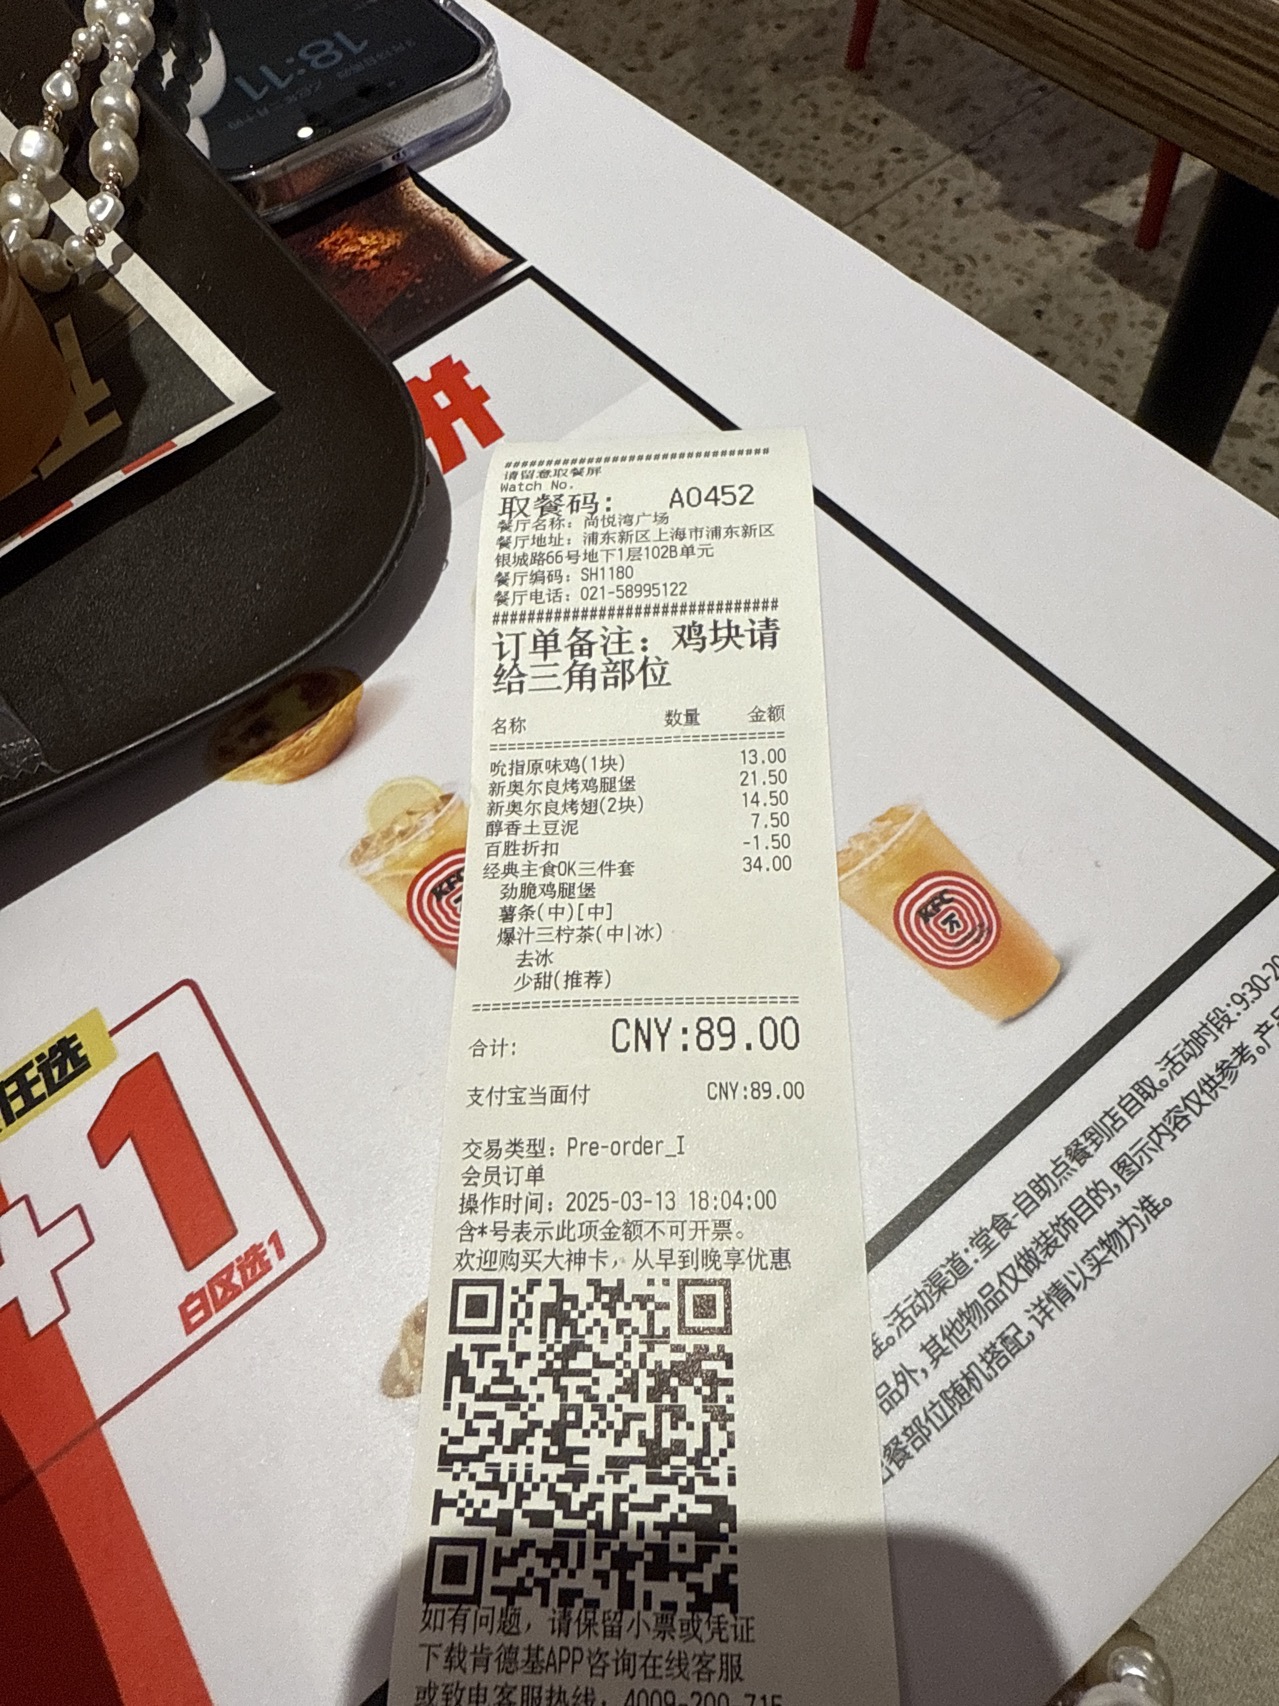 18:11
拼
################################
请留意取餐屏
Watch No.
取餐码: A0452
餐厅名称: 尚悦湾广场
餐厅地址: 浦东新区上海市浦东新区
银城路66号地下1层102B单元
餐厅编码: SH1180
餐厅电话: 021-58995122
################################
订单备注: 鸡块请
给三角部位
名称 数量 金额
================================
吮指原味鸡(1块) 13.00
新奥尔良烤鸡腿堡 21.50
新奥尔良烤翅(2块) 14.50
醇香土豆泥 7.50
百胜折扣 -1.50
经典主食OK三件套 34.00
劲脆鸡腿堡
薯条(中)[中]
爆汁三柠茶(中|冰)
去冰
少甜(推荐)
================================
合计: CNY:89.00
支付宝当面付 CNY:89.00
交易类型: Pre-order_I
会员订单
操作时间: 2025-03-13 18:04:00
含*号表示此项金额不可开票。
欢迎购买大神卡，从早到晚享优惠
如有问题，请保留小票或凭证
下载肯德基APP咨询在线客服
或致电客服热线: 4009-200-715
KFC
KFC
任选
+1
白区选1
。活动渠道:堂食-自助点餐到店自取。活动时段:9:30-
品外, 其他物品仅做装饰目的, 图示内容仅供参考。产
餐部位随机搭配, 详情以实物为准。